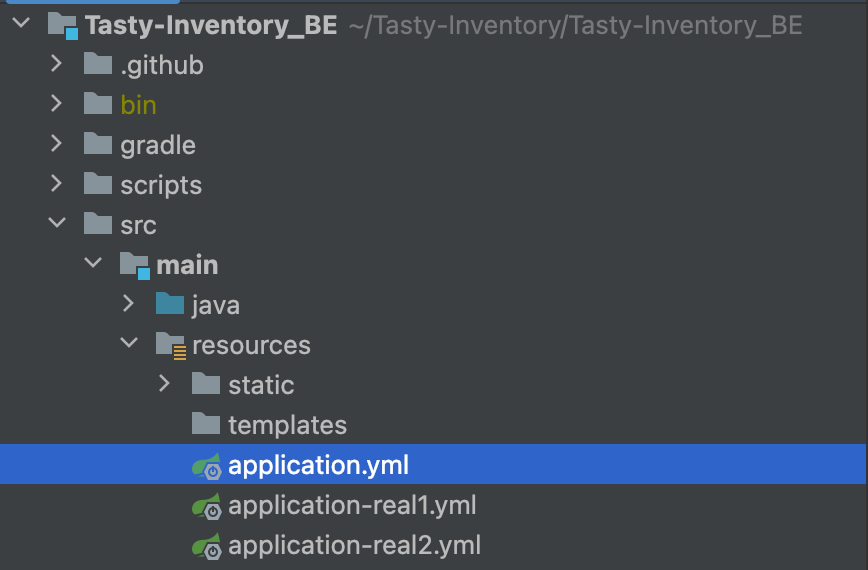 Tasty-Inventory_BE ~/Tasty-Inventory/Tasty-Inventory_BE
.github
bin
gradle
scripts
src
main
java
resources
static
templates
application.yml
application-real1.yml
application-real2.yml